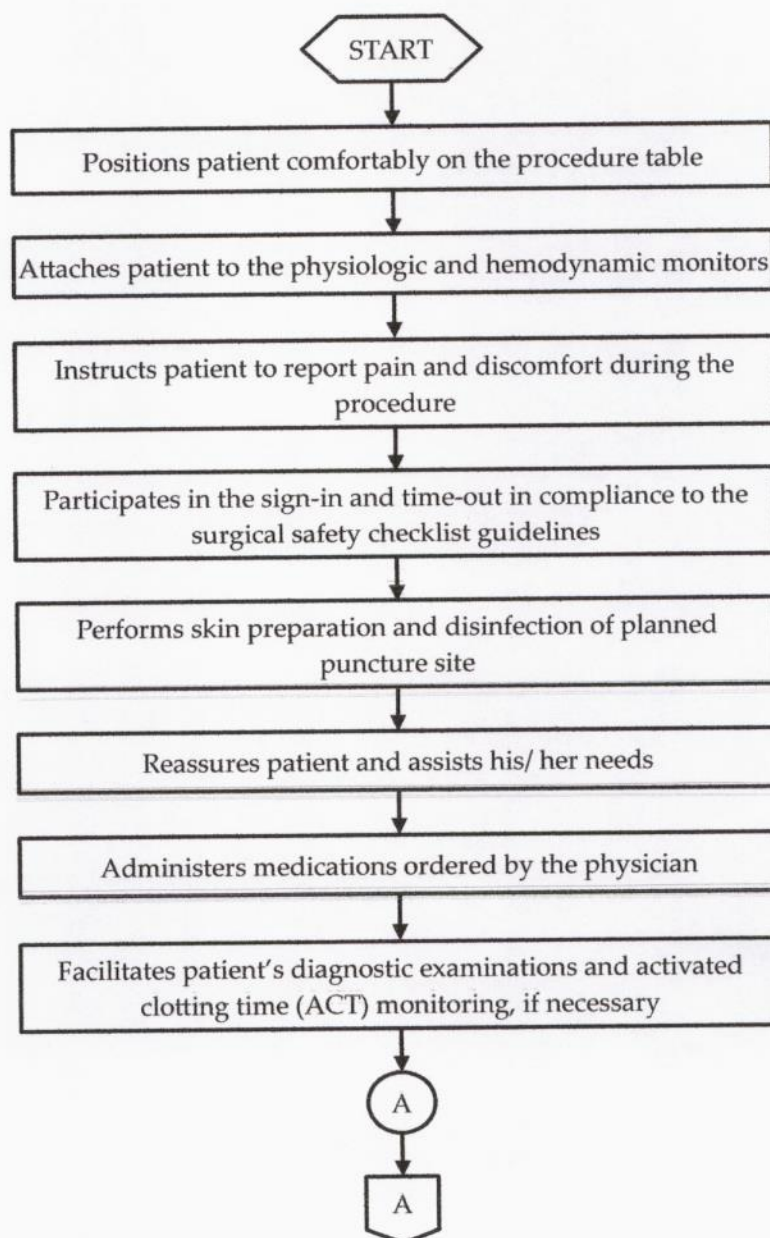 START
Positions patient comfortably on the procedure table
Attaches patient to the physiologic and hemodynamic monitors
Instructs patient to report pain and discomfort during the
procedure
Participates in the sign-in and time-out in compliance to the
surgical safety checklist guidelines
Performs skin preparation and disinfection of planned
puncture site
Reassures patient and assists his/ her needs
Administers medications ordered by the physician
Facilitates patient's diagnostic examinations and activated
clotting time (ACT) monitoring, if necessary
A
A